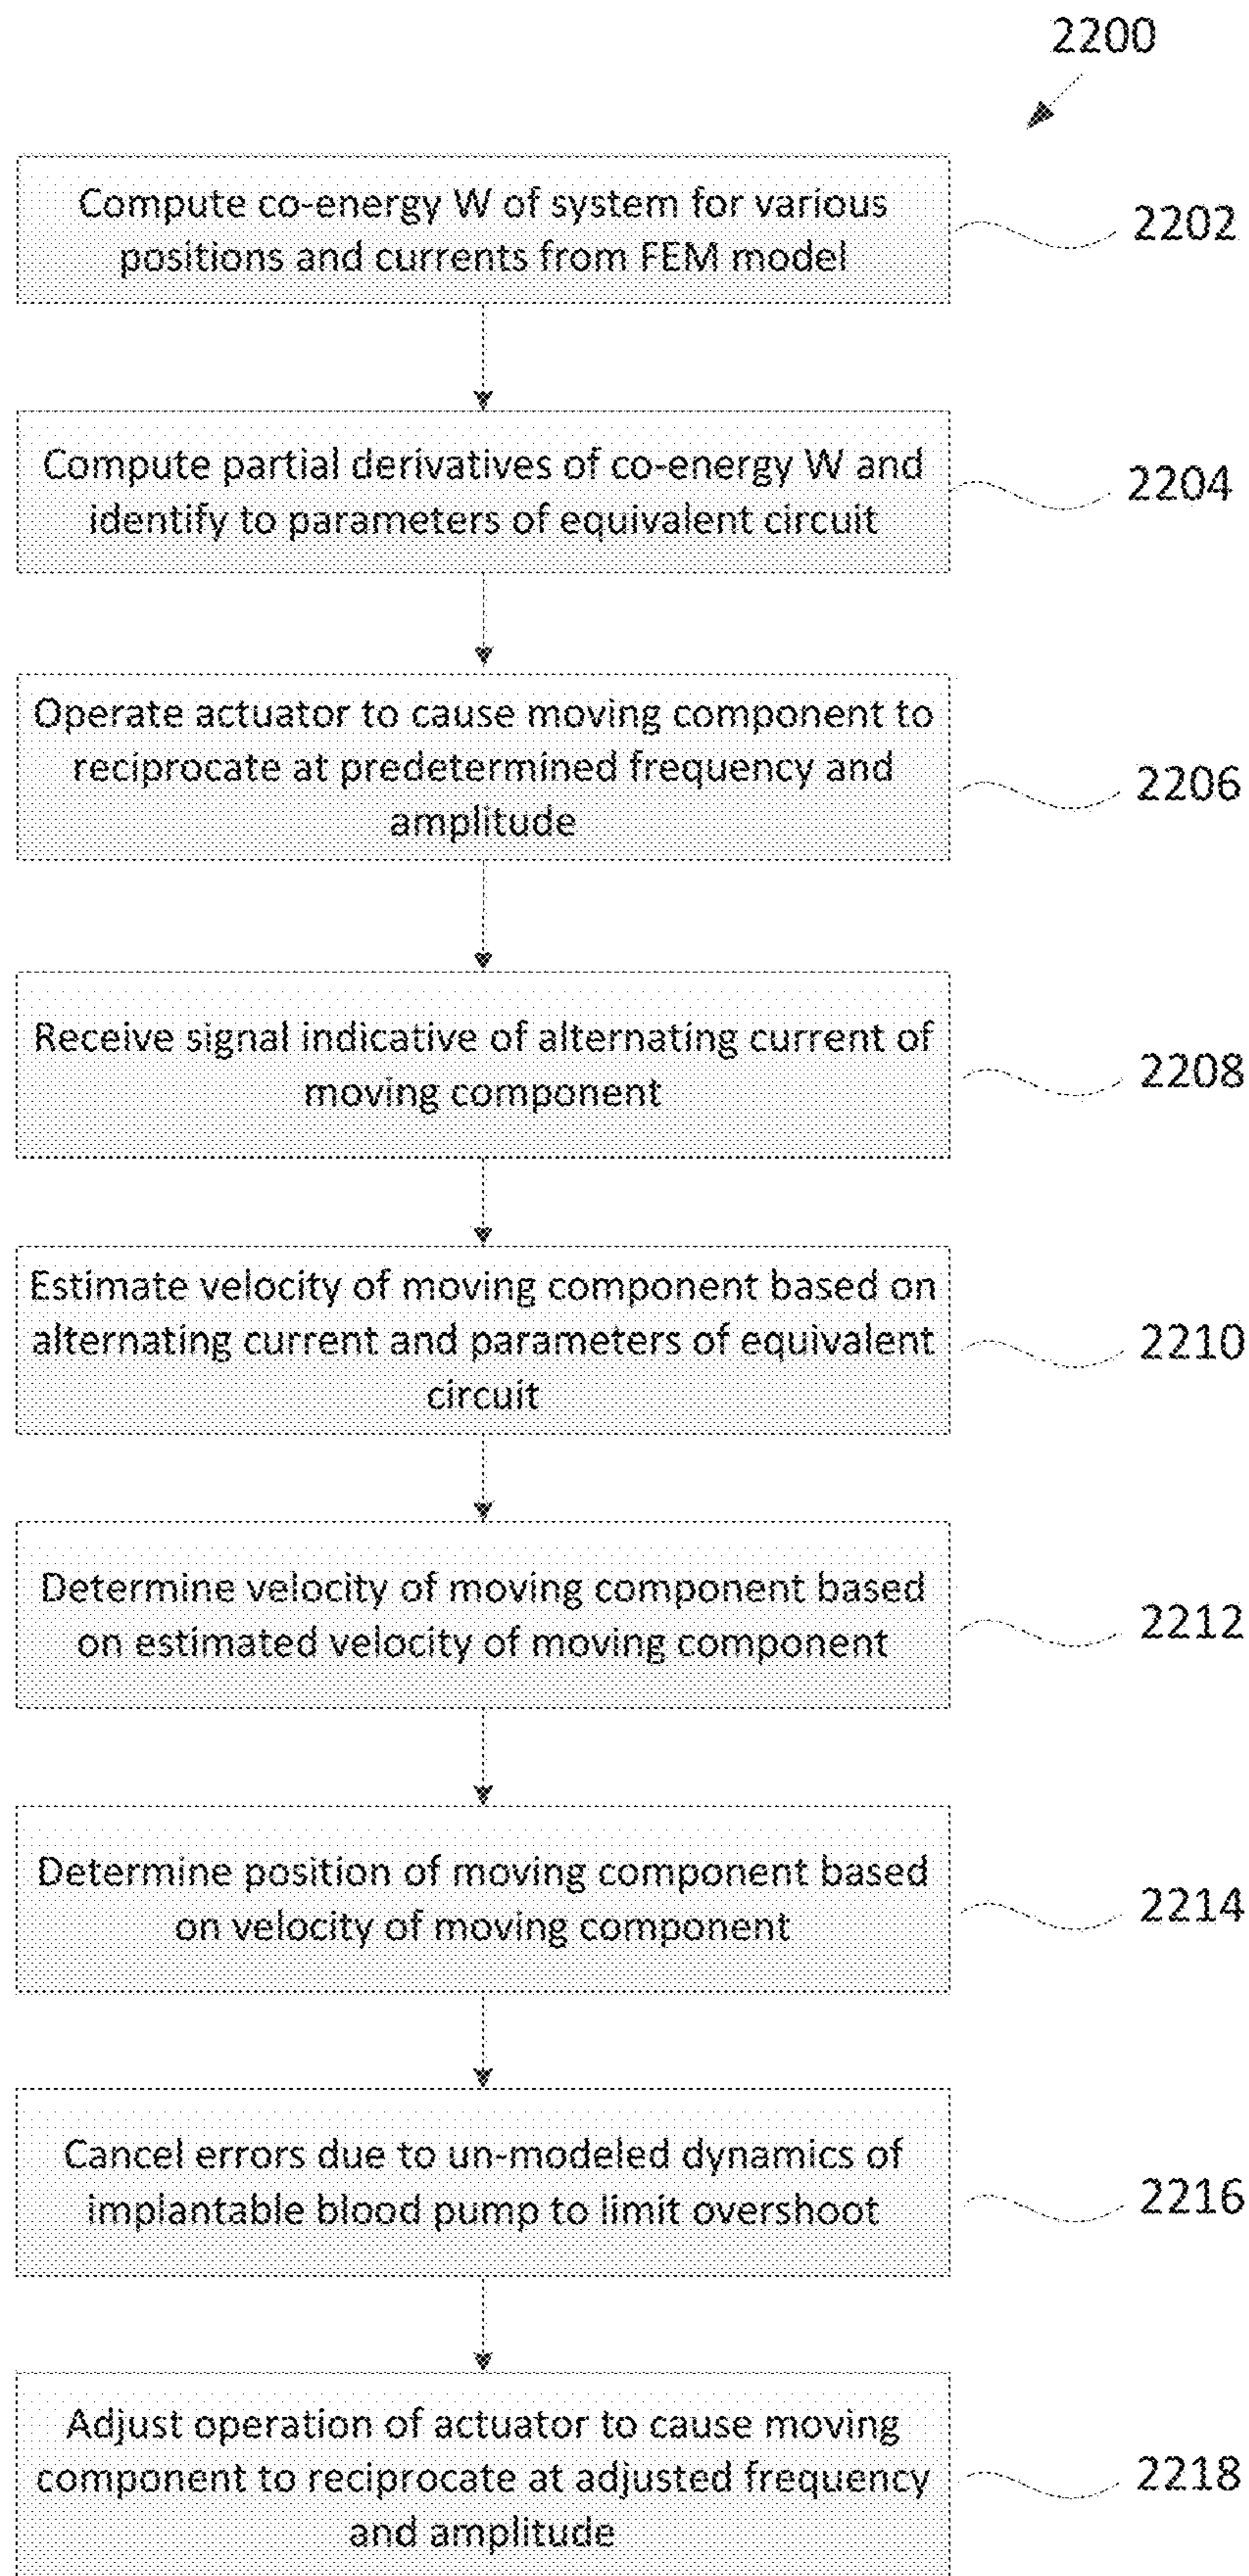 2200
Compute co-energy W of system for various
positions and currents from FEM model
2202
Compute partial derivatives of co-energy W and
identify to parameters of equivalent circuit
2204
Operate actuator to cause moving component to
reciprocate at predetermined frequency and
amplitude
2206
Receive signal indicative of alternating current of
moving component
2208
Estimate velocity of moving component based on
alternating current and parameters of equivalent
circuit
2210
Determine velocity of moving component based
on estimated velocity of moving component
2212
Determine position of moving component based
on velocity of moving component
2214
Cancel errors due to un-modeled dynamics of
implantable blood pump to limit overshoot
2216
Adjust operation of actuator to cause moving
component to reciprocate at adjusted frequency
and amplitude
2218